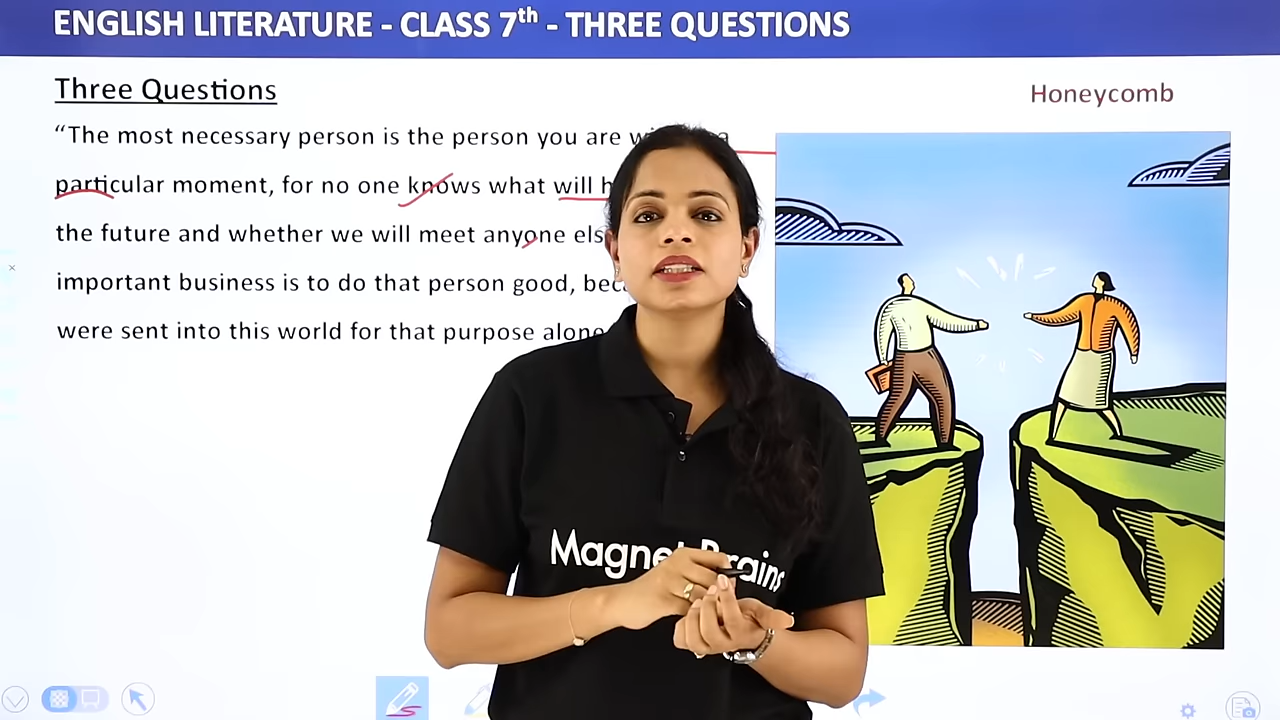 ENGLISH LITERATURE - CLASS 7th - THREE QUESTIONS
Three Questions
Honeycomb
“The most necessary person is the person you are a
particular moment, for no one knows what will
the future and whether we will meet anyone
important business is to do that person good,
were sent into this world for that purpose alone
Magnet Brains